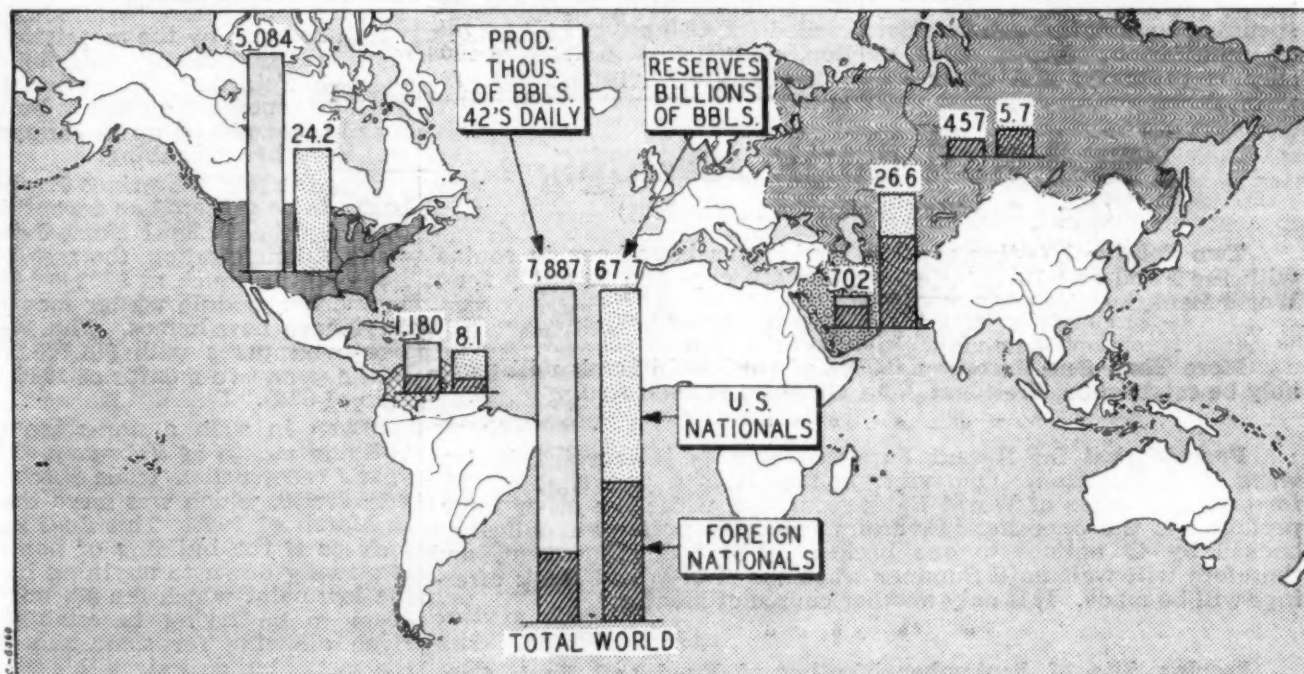 5,084
24.2
PROD.
THOUS.
OF BBLS.
42'S DAILY
RESERVES
BILLIONS
OF BBLS.
457
5.7
26.6
7,887
67.7
702
1,180
8.1
U.S.
NATIONALS
FOREIGN
NATIONALS
TOTAL WORLD
C-0360